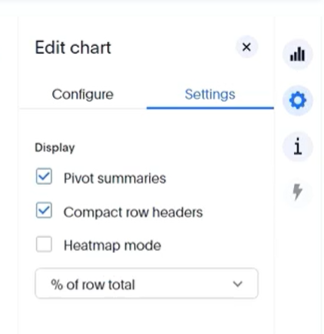 Edit chart
Configure Settings
Display
Pivot summaries
Compact row headers
Heatmap mode
% of row total